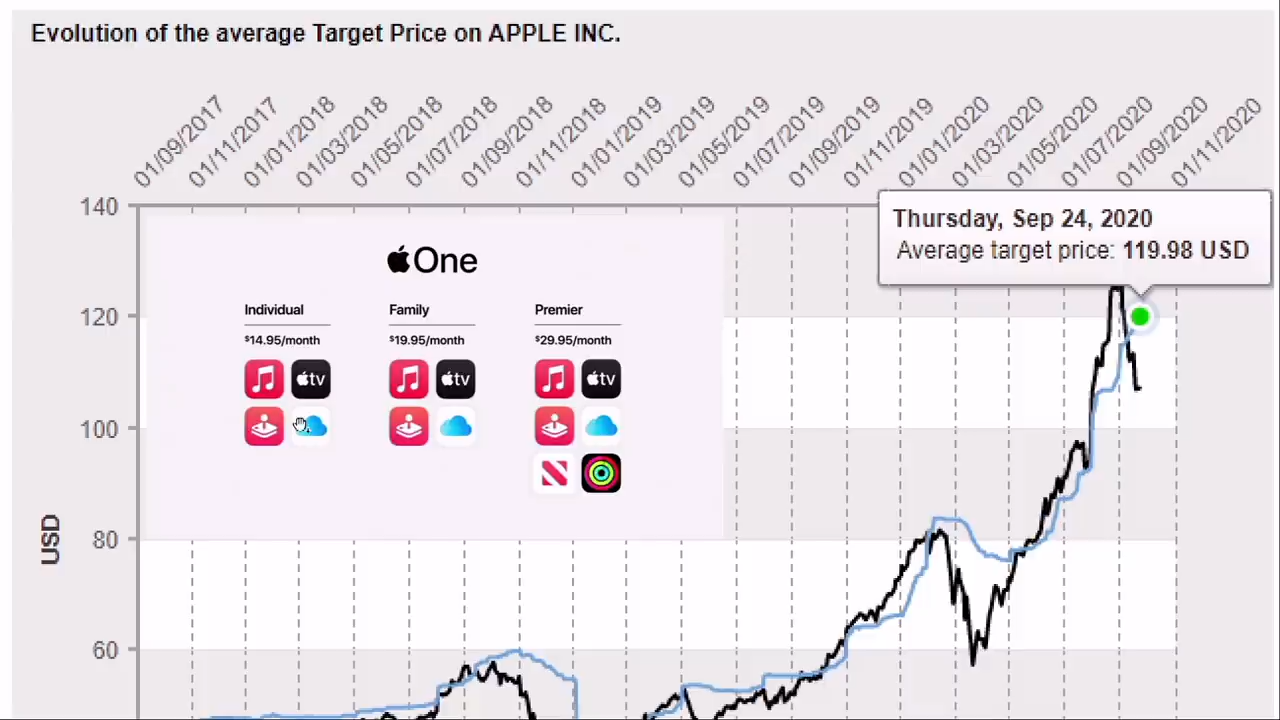 Evolution of the average Target Price on APPLE INC.
01/09/2017
01/11/2017
01/01/2018
01/03/2018
01/05/2018
01/07/2018
01/09/2018
01/11/2018
01/01/2019
01/03/2019
01/05/2019
01/07/2019
01/09/2019
01/11/2019
01/01/2020
01/03/2020
01/05/2020
01/07/2020
01/09/2020
01/11/2020
Thursday, Sep 24, 2020
Average target price: 119.98 USD
140
120
100
80
60
USD
One
Individual
$14.95/month
tv
Family
$19.95/month
tv
Premier
$29.95/month
tv